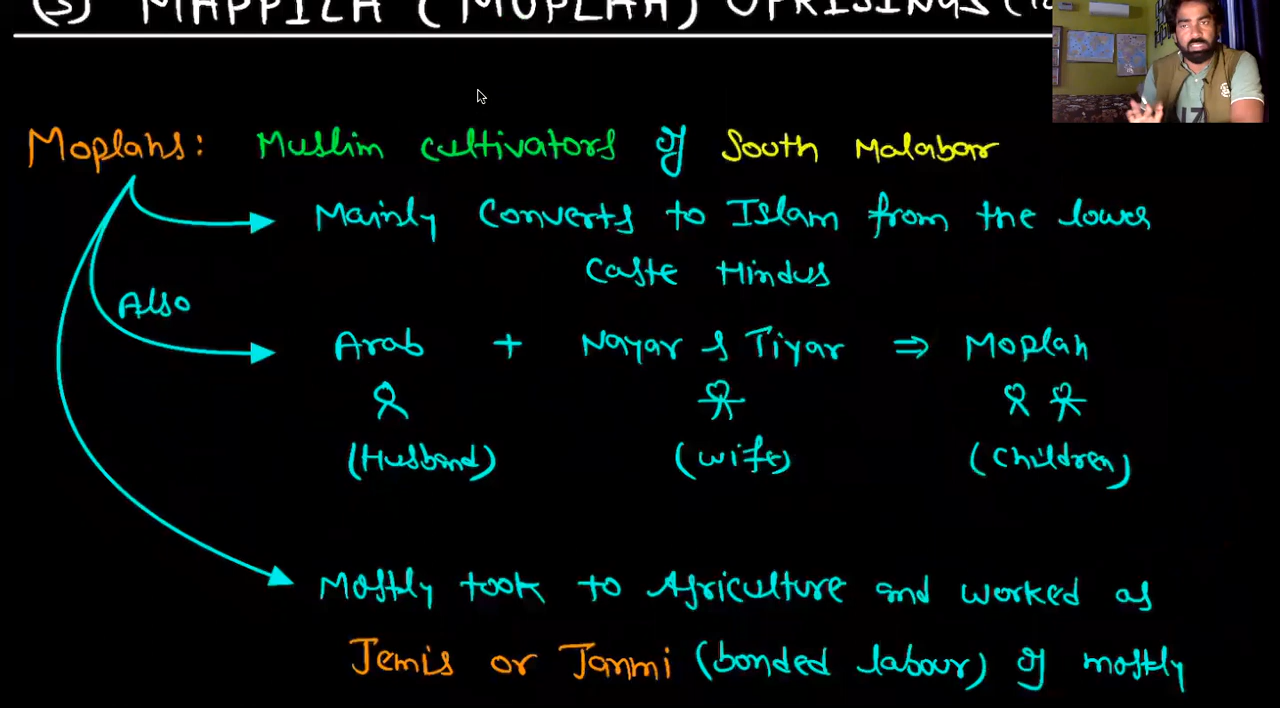 (3) MAPPILA (MOPLAH) UPRISINGS
Moplahs: Muslim cultivators of South Malabar
Mainly Converts to Islam from the lower
Caste Hindus
Also
Arab + Nayar & Tiyar ⇒ Moplah
(Husband) (wife) (children)
Mostly took to Agriculture and worked as
Jemis or Janmi (bonded labour) of mostly